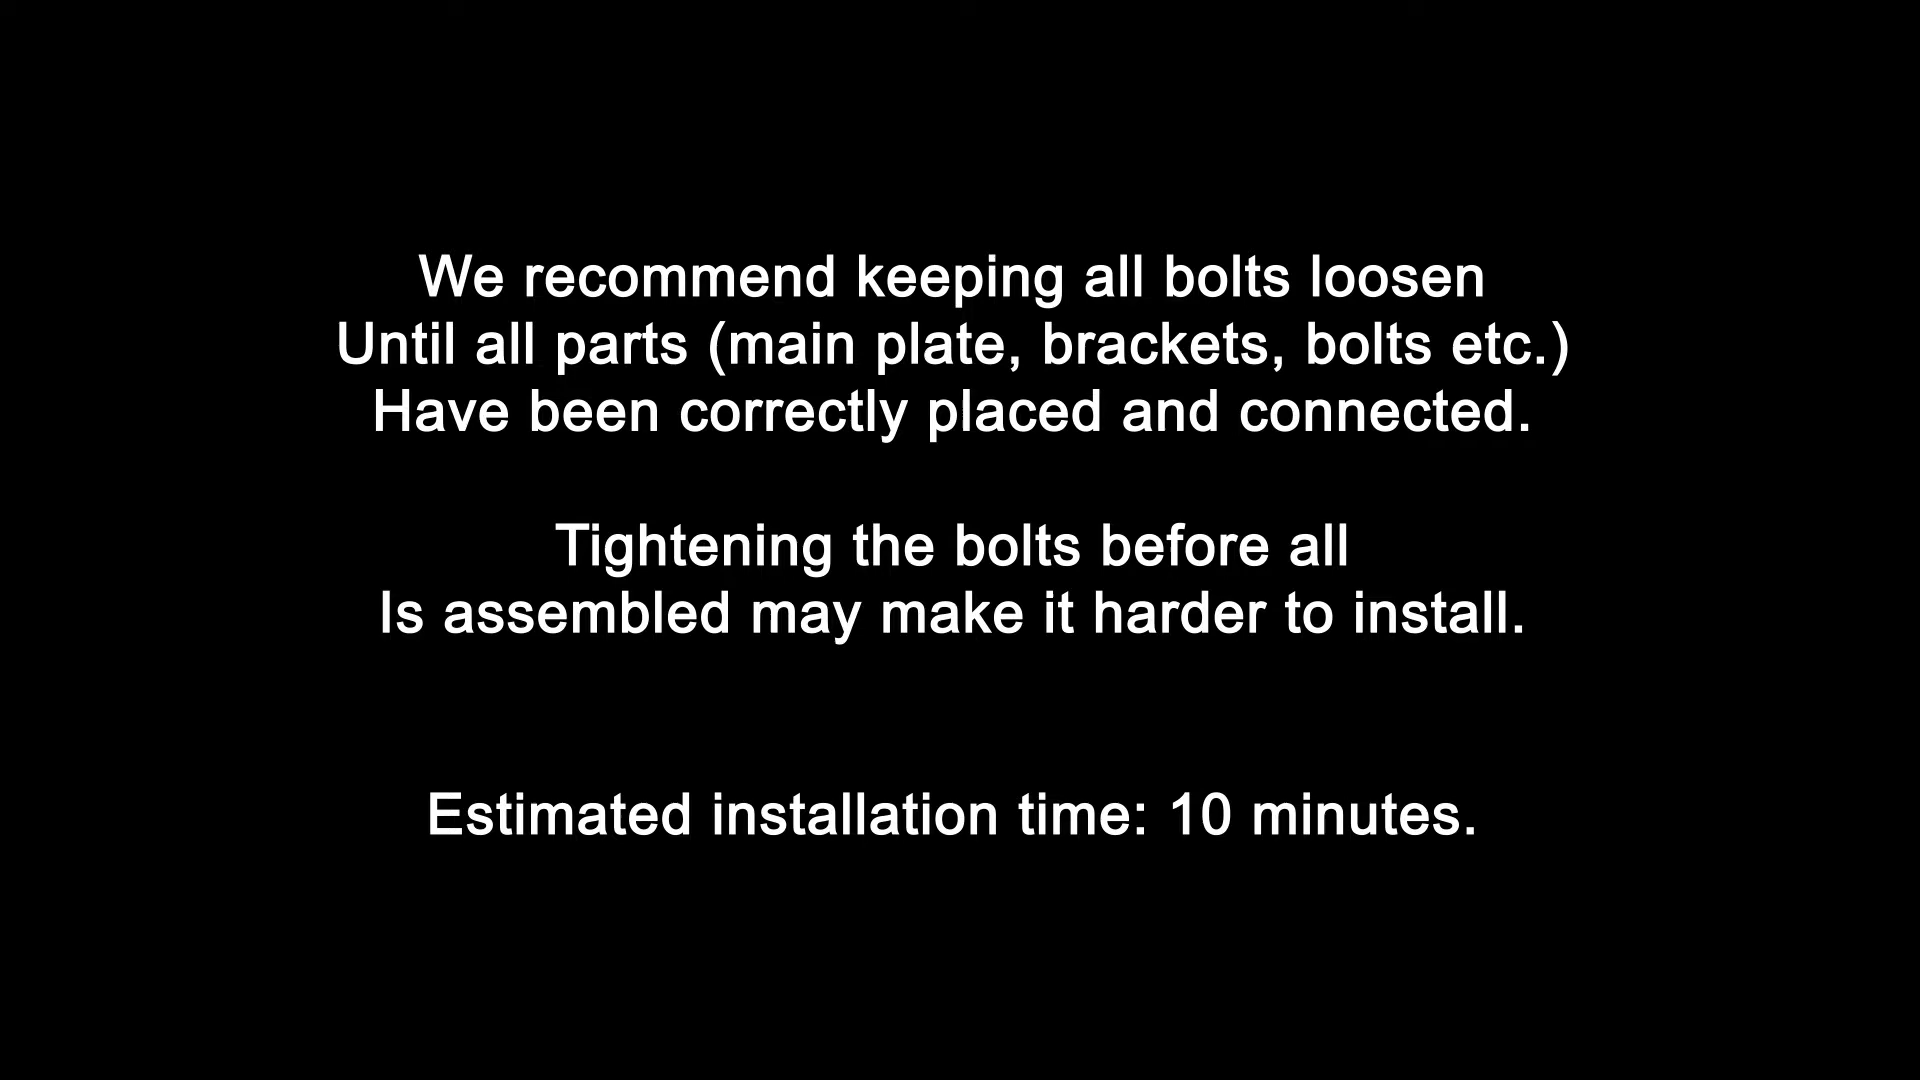 We recommend keeping all bolts loosen
Until all parts (main plate, brackets, bolts etc.)
Have been correctly placed and connected.
Tightening the bolts before all
Is assembled may make it harder to install.
Estimated installation time: 10 minutes.